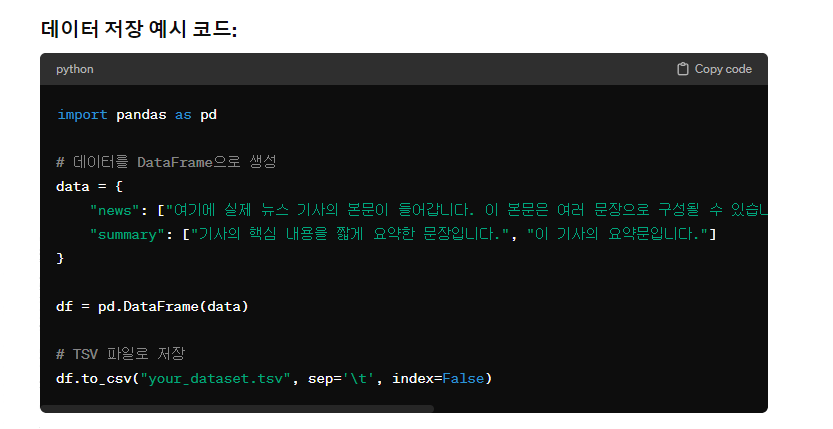 데이터 저장 예시 코드:
python
Copy code
import pandas as pd
# 데이터를 DataFrame으로 생성
data = {
"news": ["여기에 실제 뉴스 기사의 본문이 들어갑니다. 이 본문은 여러 문장으로 구성될 수 있습니
"summary": ["기사의 핵심 내용을 짧게 요약한 문장입니다.", "이 기사의 요약문입니다."]
}
df = pd.DataFrame(data)
# TSV 파일로 저장
df.to_csv("your_dataset.tsv", sep='\t', index=False)